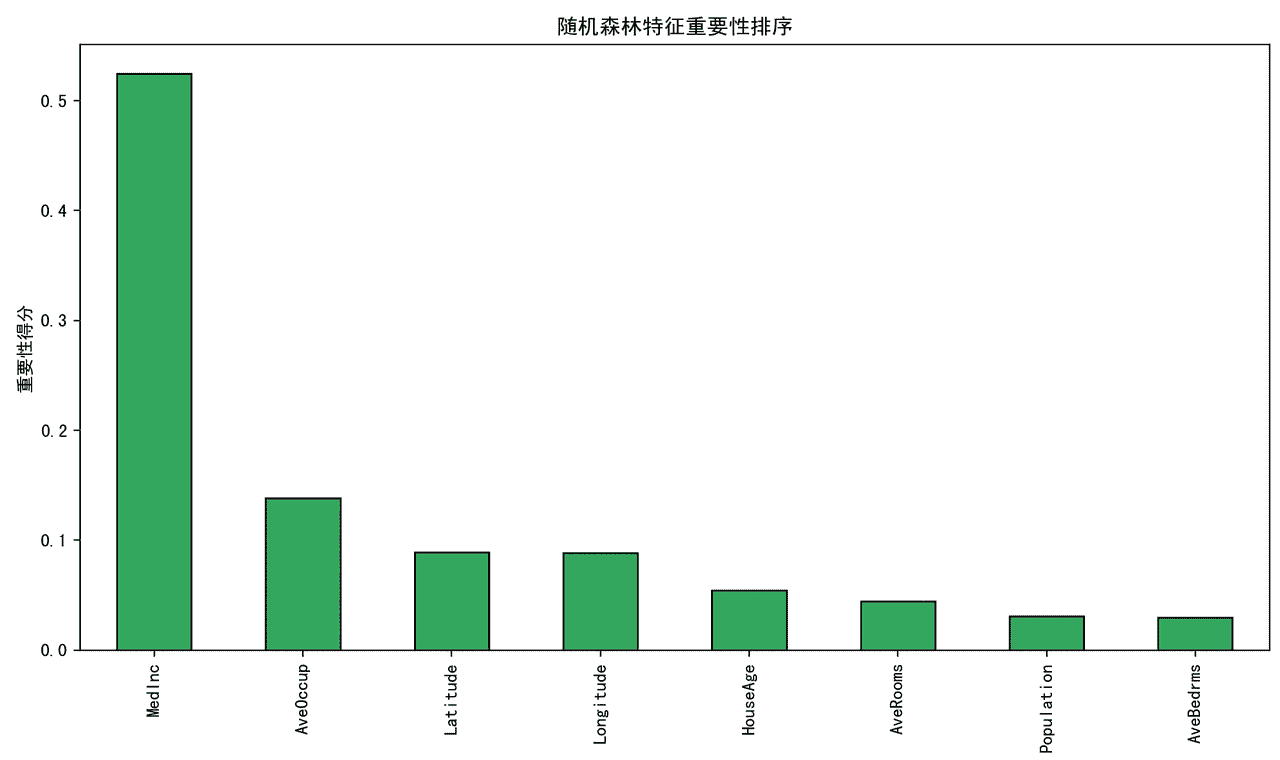 随机森林特征重要性排序
重要性得分
0.5
0.4
0.3
0.2
0.1
0.0
MedInc
AveOccup
Latitude
Longitude
HouseAge
AveRooms
Population
AveBedrms